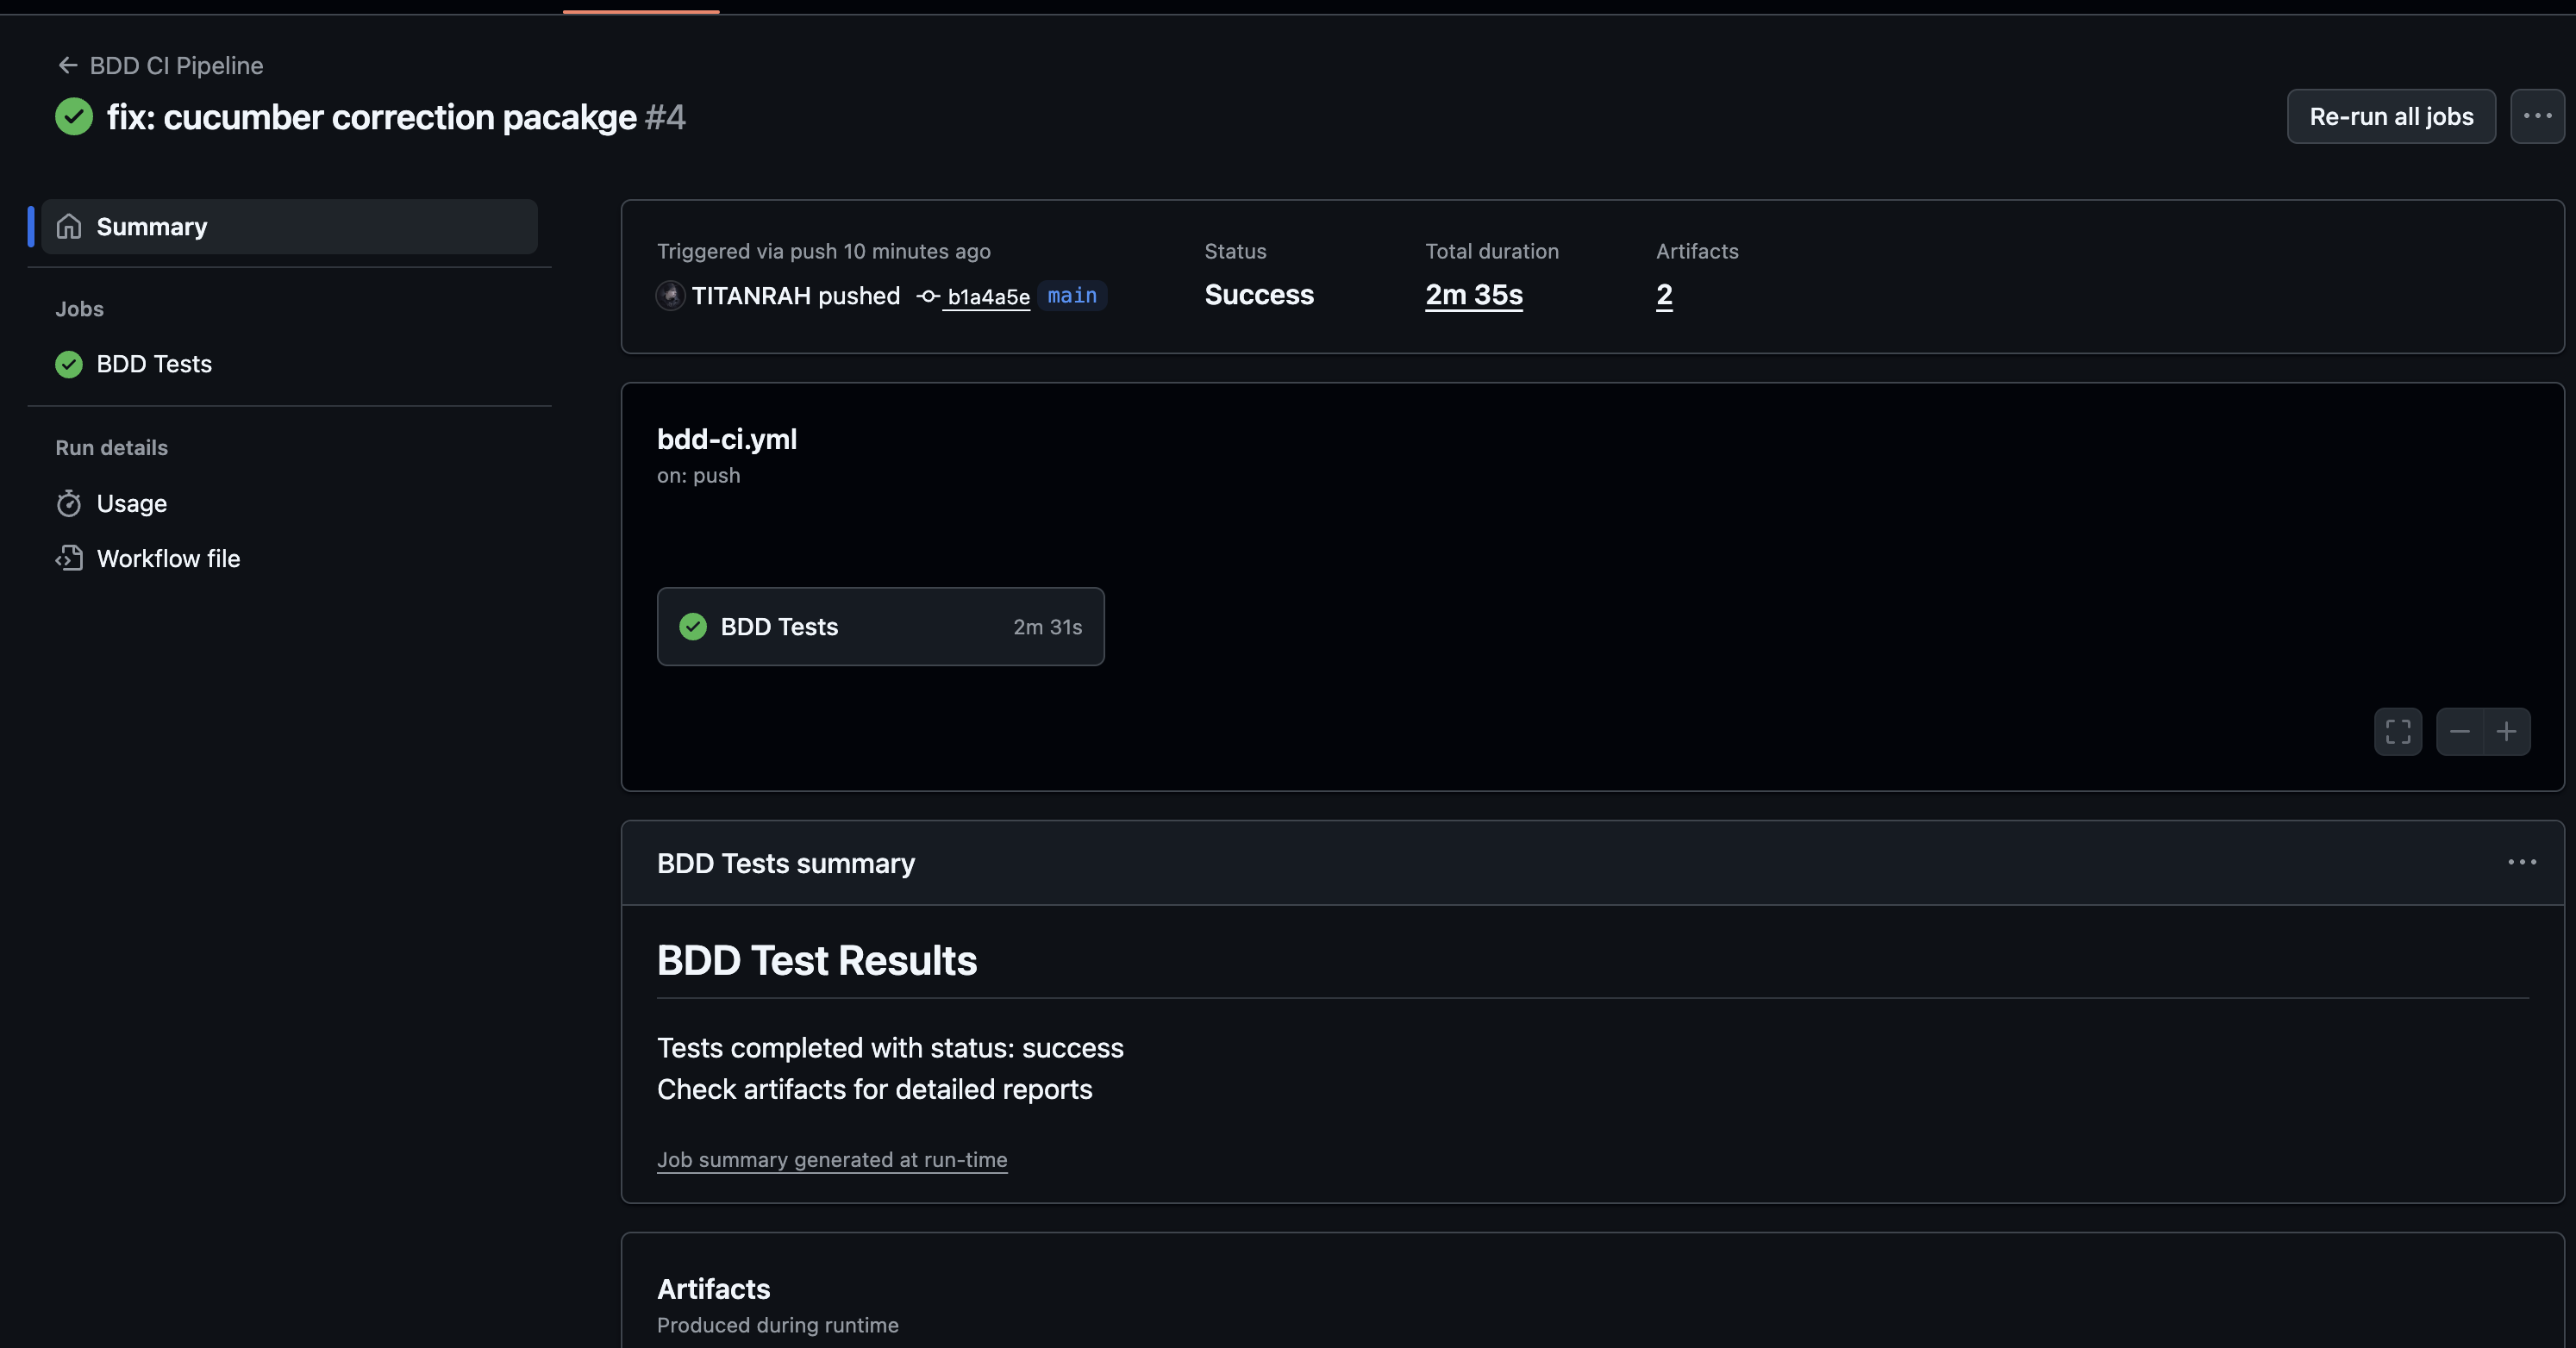 BDD CI Pipeline
fix: cucumber correction pacakge #4
Re-run all jobs
Summary
Jobs
BDD Tests
Run details
Usage
Workflow file
Triggered via push 10 minutes ago
TITANRAH pushed b1a4a5e main
Status
Success
Total duration
2m 35s
Artifacts
2
bdd-ci.yml
on: push
BDD Tests 2m 31s
BDD Tests summary
BDD Test Results
Tests completed with status: success
Check artifacts for detailed reports
Job summary generated at run-time
Artifacts
Produced during runtime